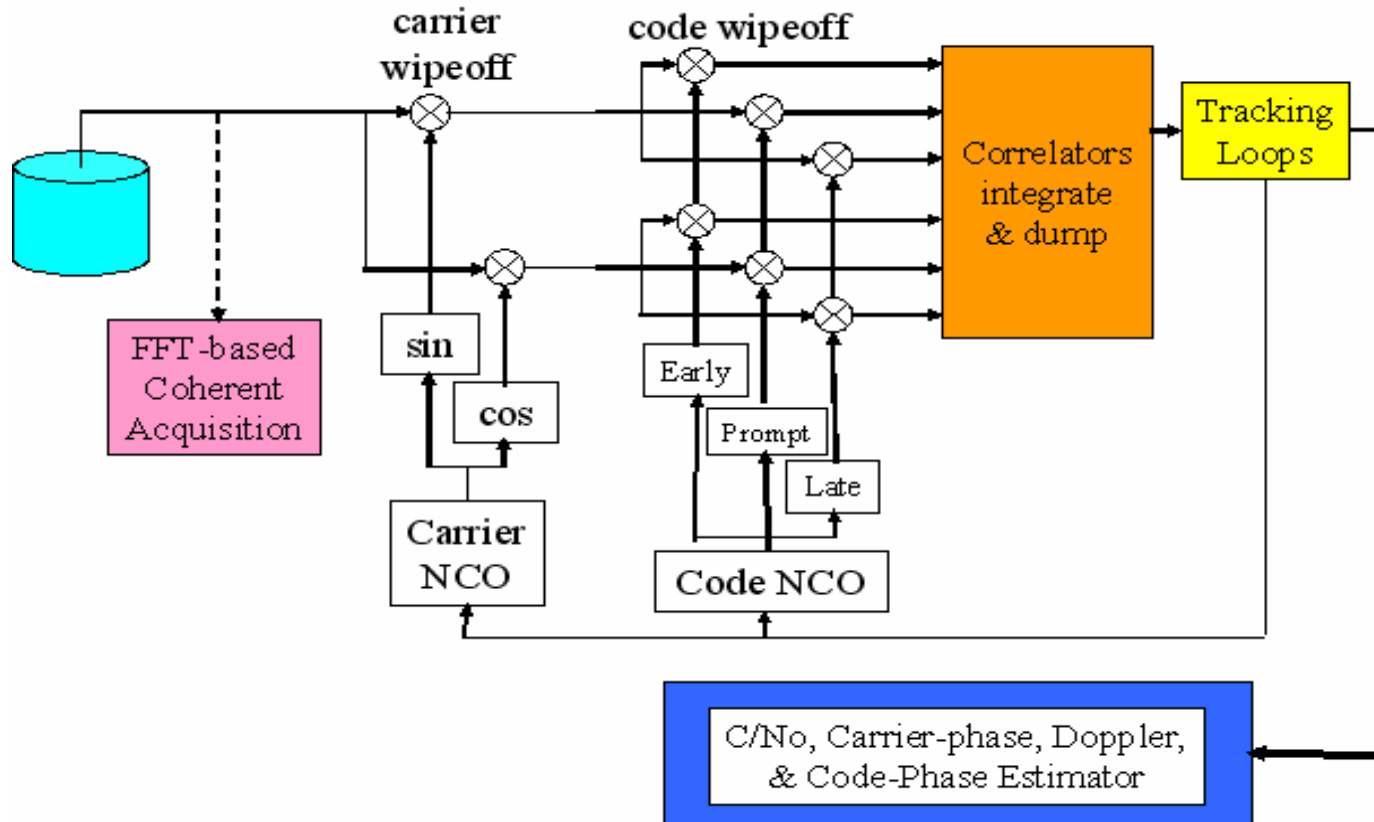 carrier
wipeoff
code wipeoff
Correlators
integrate
& dump
Tracking
Loops
FFT-based
Coherent
Acquisition
sin
cos
Early
Prompt
Late
Carrier
NCO
Code NCO
C/No, Carrier-phase, Doppler,
& Code-Phase Estimator